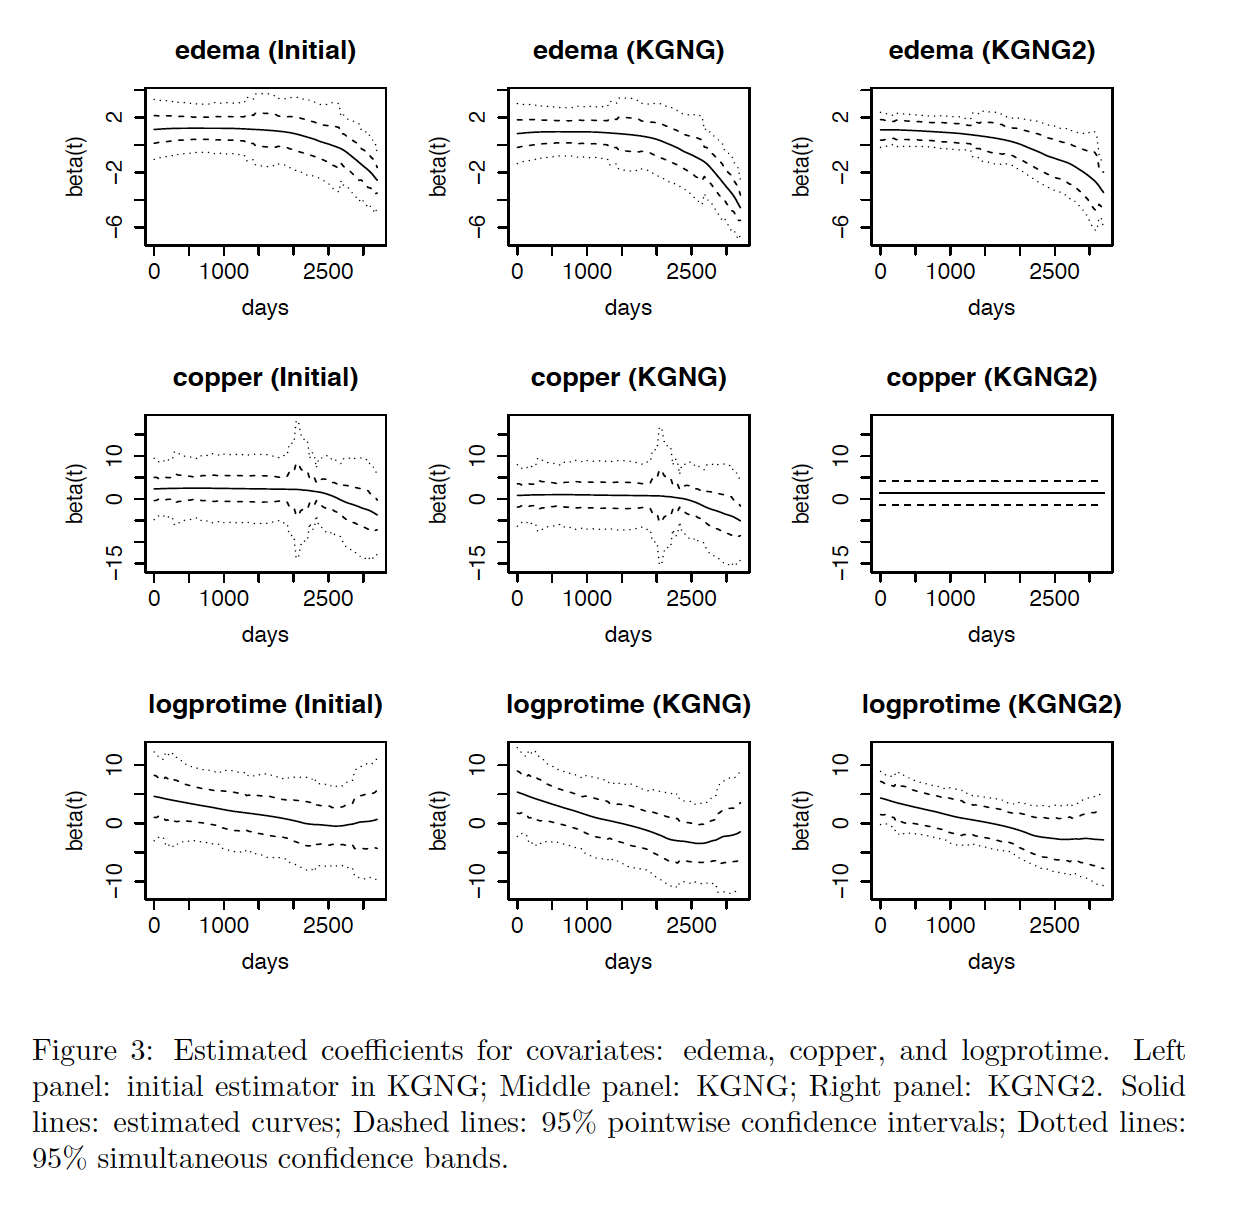 edema (Initial) edema (KGNG) edema (KGNG2)
beta(t) 2 −2 −6 beta(t) 2 −2 −6 beta(t) 2 −2 −6
0 1000 2500 0 1000 2500 0 1000 2500
days days days
copper (Initial) copper (KGNG) copper (KGNG2)
beta(t) 10 0 −15 beta(t) 10 0 −15 beta(t) 10 0 −15
0 1000 2500 0 1000 2500 0 1000 2500
days days days
logprotime (Initial) logprotime (KGNG) logprotime (KGNG2)
beta(t) 10 0 −10 beta(t) 10 0 −10 beta(t) 10 0 −10
0 1000 2500 0 1000 2500 0 1000 2500
days days days
Figure 3: Estimated coefficients for covariates: edema, copper, and logprotime. Left
panel: initial estimator in KGNG; Middle panel: KGNG; Right panel: KGNG2. Solid
lines: estimated curves; Dashed lines: 95% pointwise confidence intervals; Dotted lines:
95% simultaneous confidence bands.